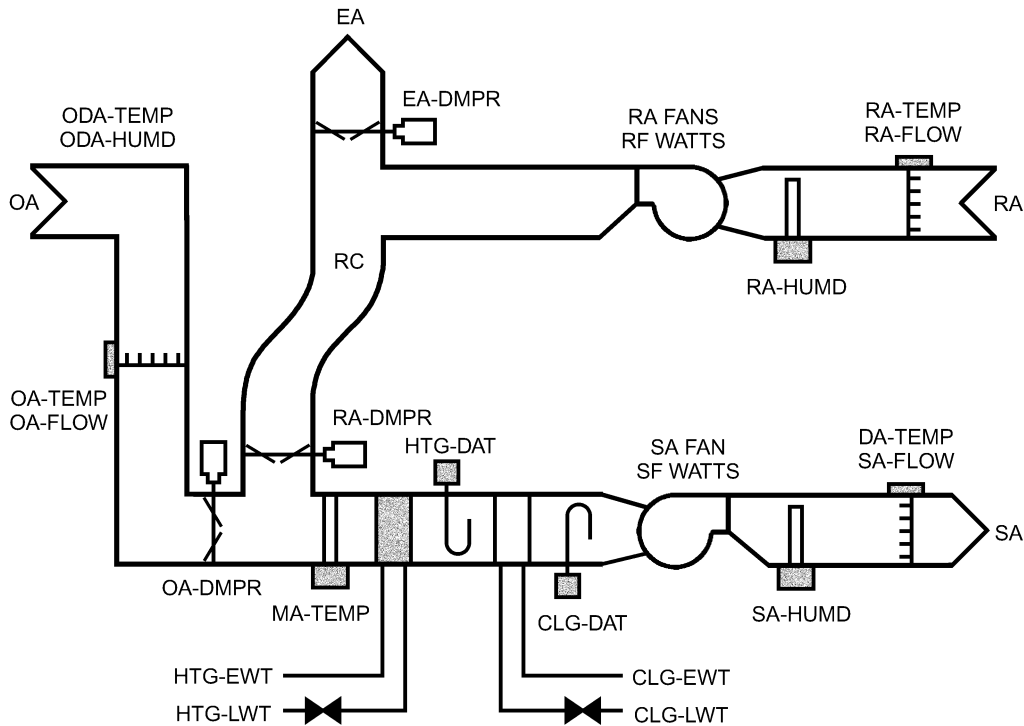 EA
EA-DMPR
ODA-TEMP
ODA-HUMD
RA FANS
RF WATTS
RA-TEMP
RA-FLOW
OA
RA
RC
RA-HUMD
OA-TEMP
OA-FLOW
RA-DMPR
HTG-DAT
SA FAN
SF WATTS
DA-TEMP
SA-FLOW
SA
OA-DMPR
MA-TEMP
CLG-DAT
SA-HUMD
HTG-EWT
CLG-EWT
HTG-LWT
CLG-LWT